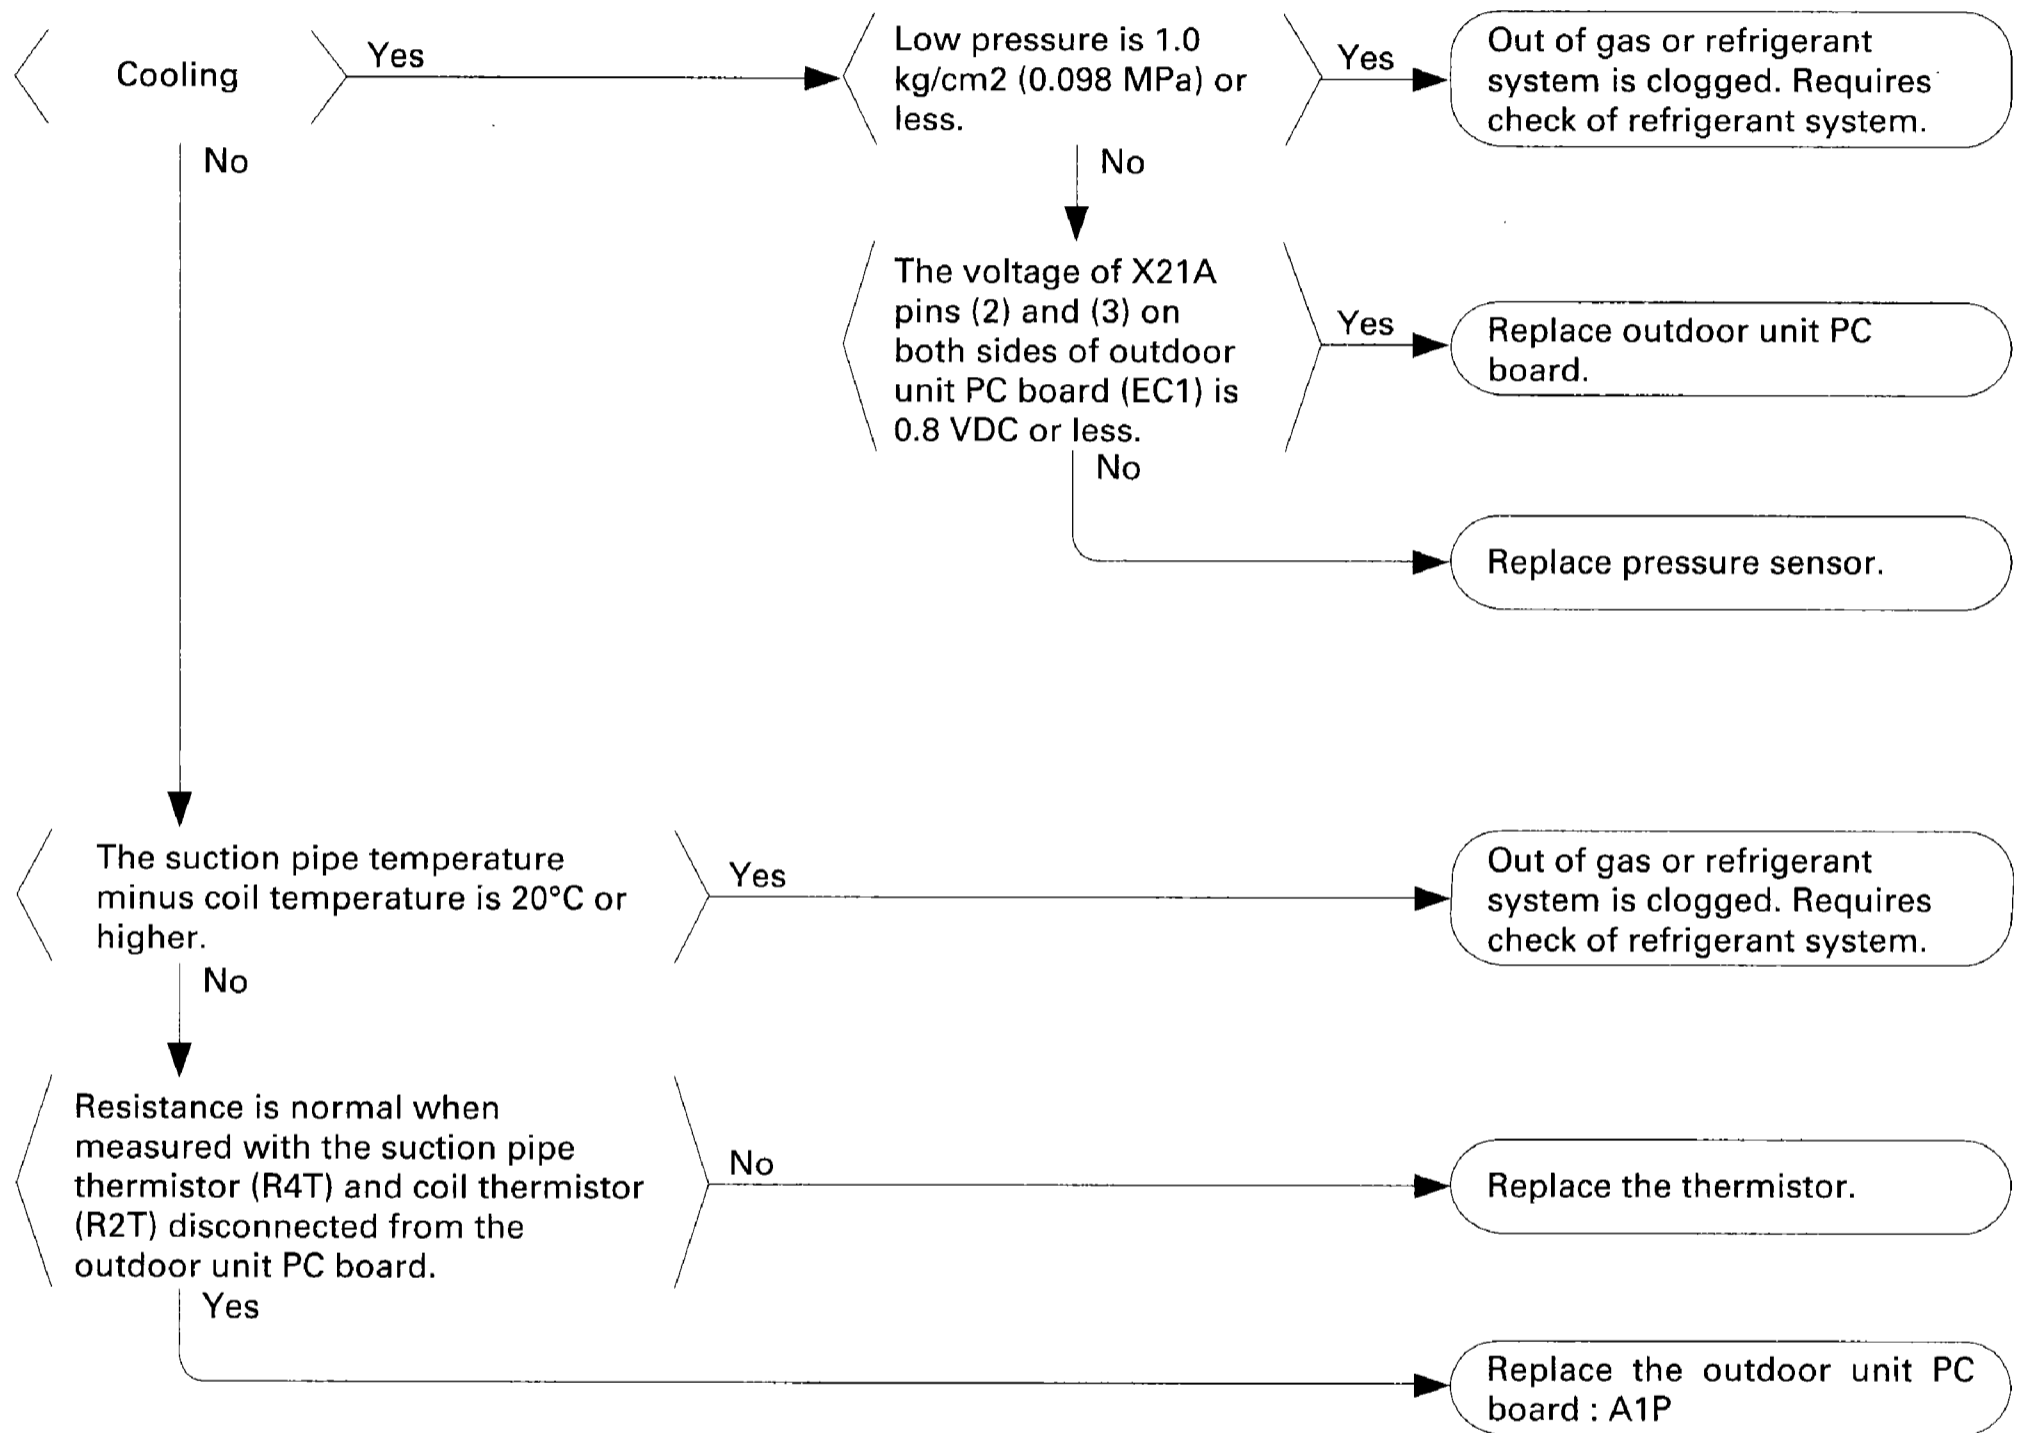 Cooling
Yes
Low pressure is 1.0
kg/cm2 (0.098 MPa) or
less.
Yes
Out of gas or refrigerant
system is clogged. Requires
check of refrigerant system.
No
No
The voltage of X21A
pins (2) and (3) on
both sides of outdoor
unit PC board (EC1) is
0.8 VDC or less.
Yes
Replace outdoor unit PC
board.
No
Replace pressure sensor.
The suction pipe temperature
minus coil temperature is 20°C or
higher.
Yes
Out of gas or refrigerant
system is clogged. Requires
check of refrigerant system.
No
Resistance is normal when
measured with the suction pipe
thermistor (R4T) and coil thermistor
(R2T) disconnected from the
outdoor unit PC board.
No
Replace the thermistor.
Yes
Replace the outdoor unit PC
board : A1P